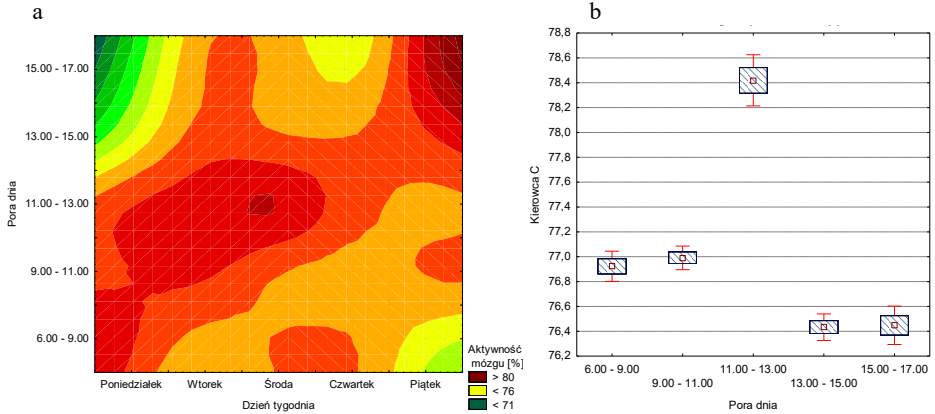 a
15.00 - 17.00
13.00 - 15.00
11.00 - 13.00
9.00 - 11.00
6.00 - 9.00
Pora dnia
Poniedziałek Wtorek Środa Czwartek Piątek
Dzień tygodnia
Aktywność
mózgu [%]
> 80
< 76
< 71
b
78,8
78,6
78,4
78,2
78,0
77,8
77,6
77,4
77,2
77,0
76,8
76,6
76,4
76,2
Kierowca C
6.00 - 9.00 11.00 - 13.00 15.00 - 17.00
9.00 - 11.00 13.00 - 15.00
Pora dnia